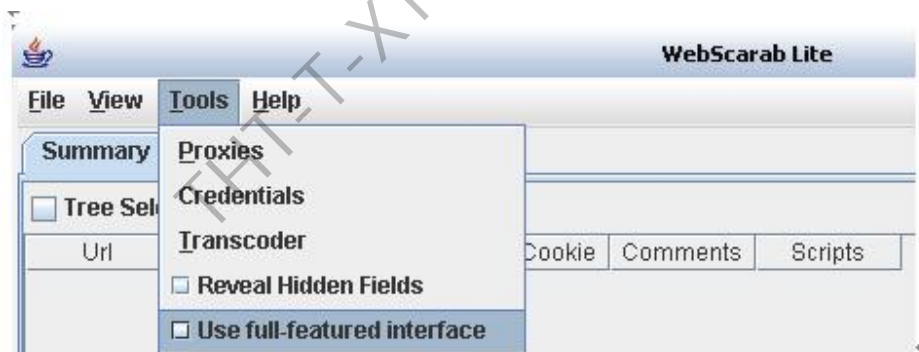 WebScarab Lite
File View Tools Help
Summary
Proxies
Credentials
Transcoder
Reveal Hidden Fields
Use full-featured interface
Tree
Url Cookie Comments Scripts